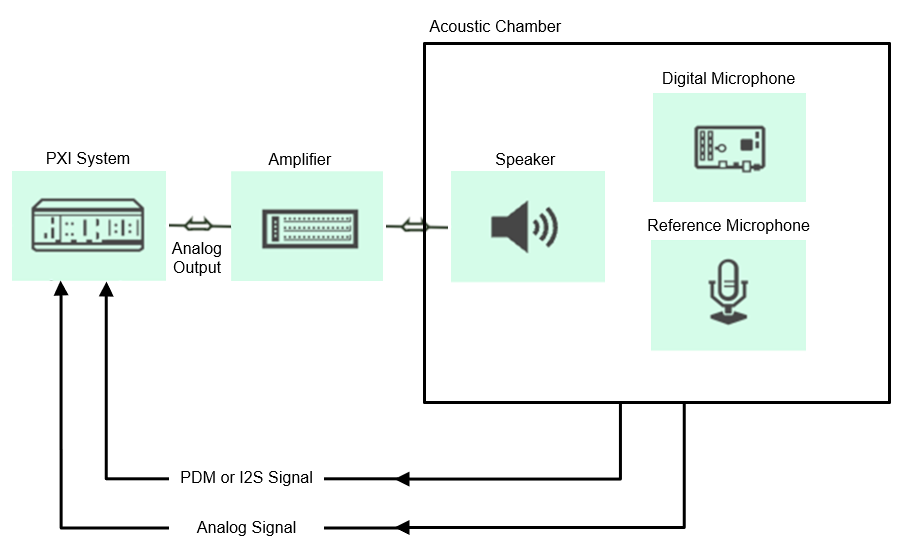 Acoustic Chamber
Digital Microphone
PXI System
Amplifier
Speaker
Reference Microphone
Analog
Output
PDM or I2S Signal
Analog Signal